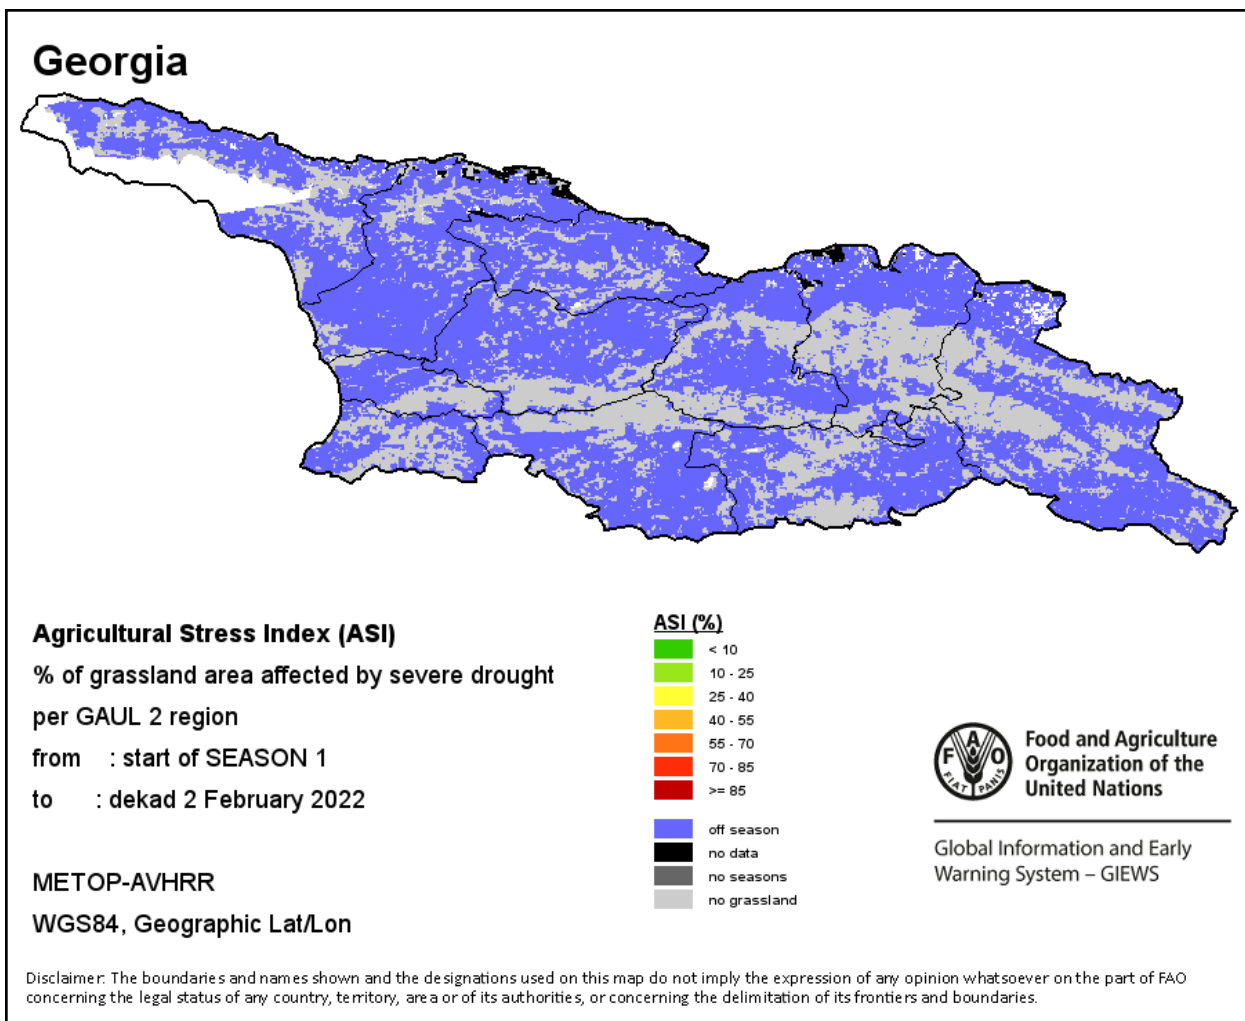 Georgia
Agricultural Stress Index (ASI)
% of grassland area affected by severe drought
per GAUL 2 region
from : start of SEASON 1
to : dekad 2 February 2022
METOP-AVHRR
WGS84, Geographic Lat/Lon
ASI (%)
< 10
10 - 25
25 - 40
40 - 55
55 - 70
70 - 85
>= 85
off season
no data
no seasons
no grassland
F A O
FIAT PANIS
Food and Agriculture
Organization of the
United Nations
Global Information and Early
Warning System – GIEWS
Disclaimer: The boundaries and names shown and the designations used on this map do not imply the expression of any opinion whatsoever on the part of FAO
concerning the legal status of any country, territory, area or of its authorities, or concerning the delimitation of its frontiers and boundaries.